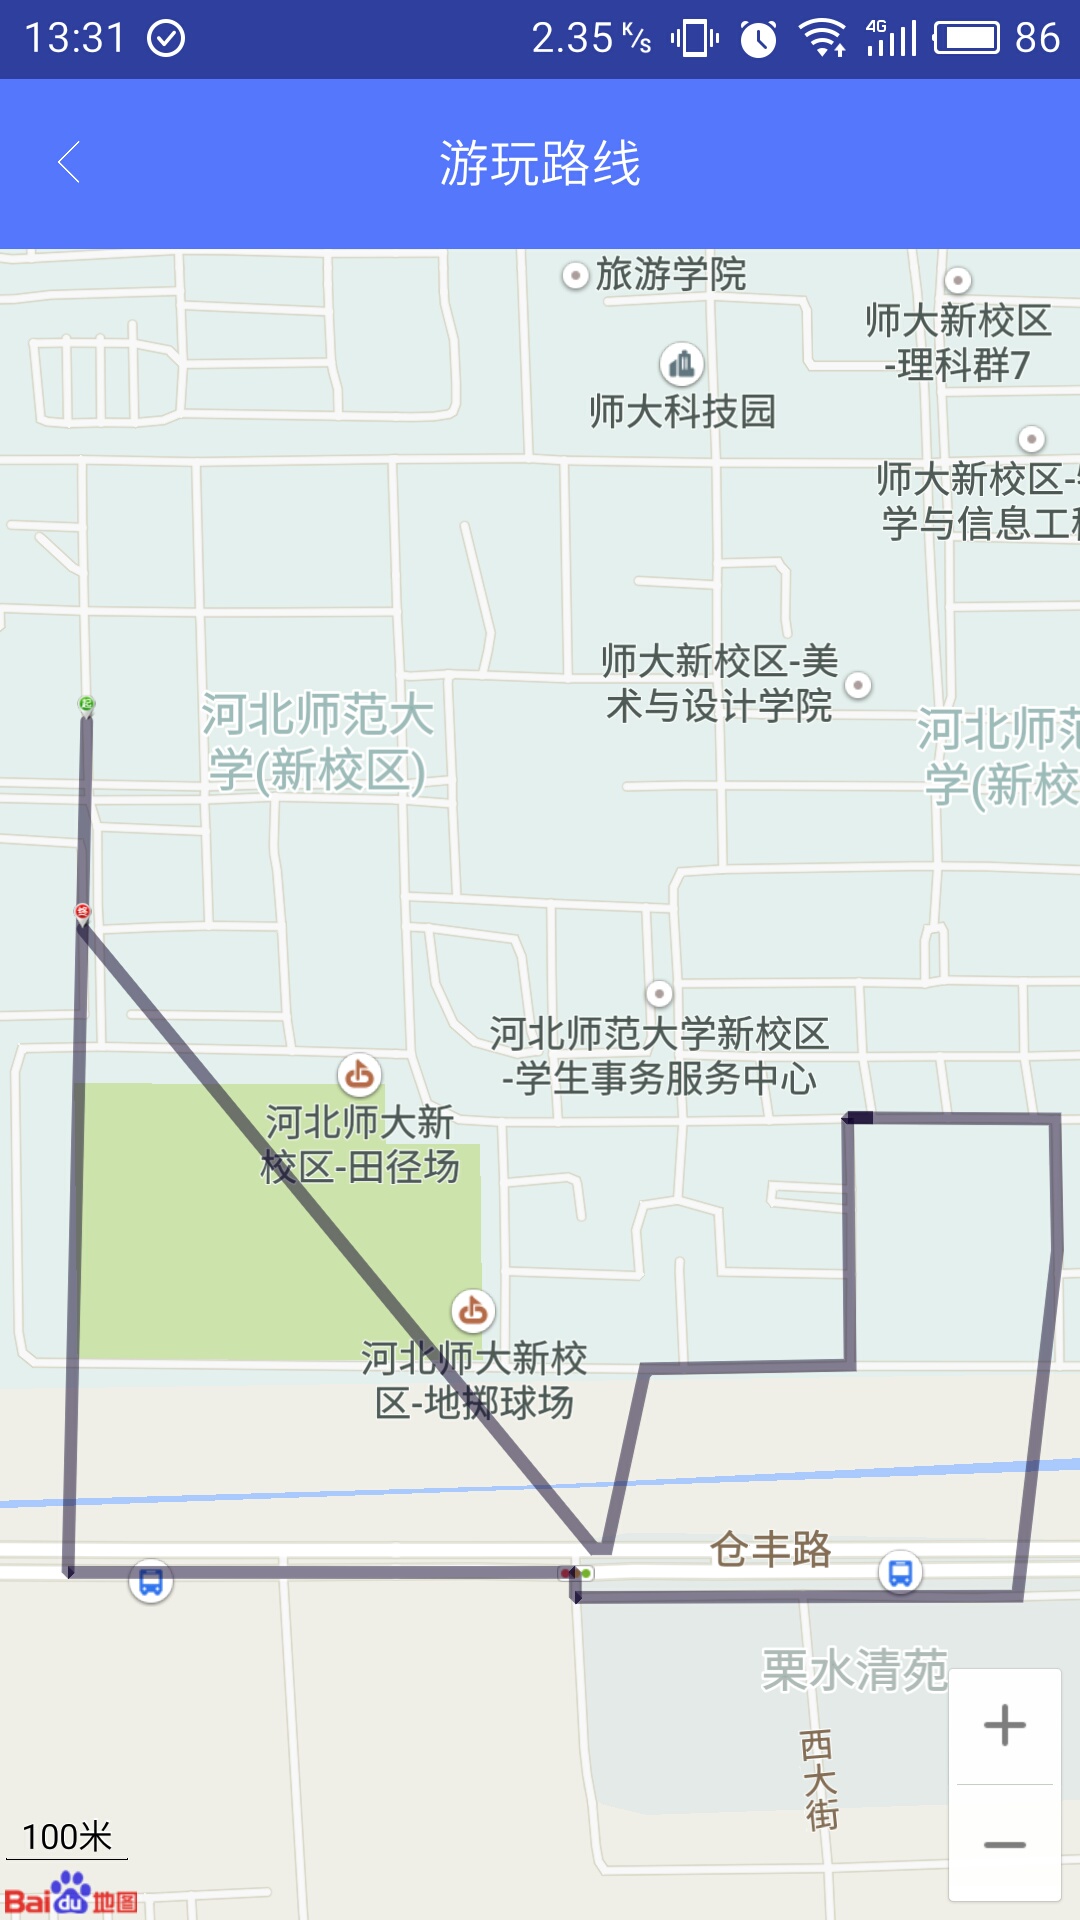 13:31
2.35 K/s
4G
86
游玩路线
旅游学院
师大新校区
-理科群7
师大科技园
师大新校区-
学与信息工
师大新校区-美
术与设计学院
起
河北师范大
学(新校区)
河北师范
学(新校
终
河北师范大学新校区
-学生事务服务中心
河北师大新
校区-田径场
河北师大新校
区-地掷球场
仓丰路
栗水清苑
西大街
100米
Bai du 地图